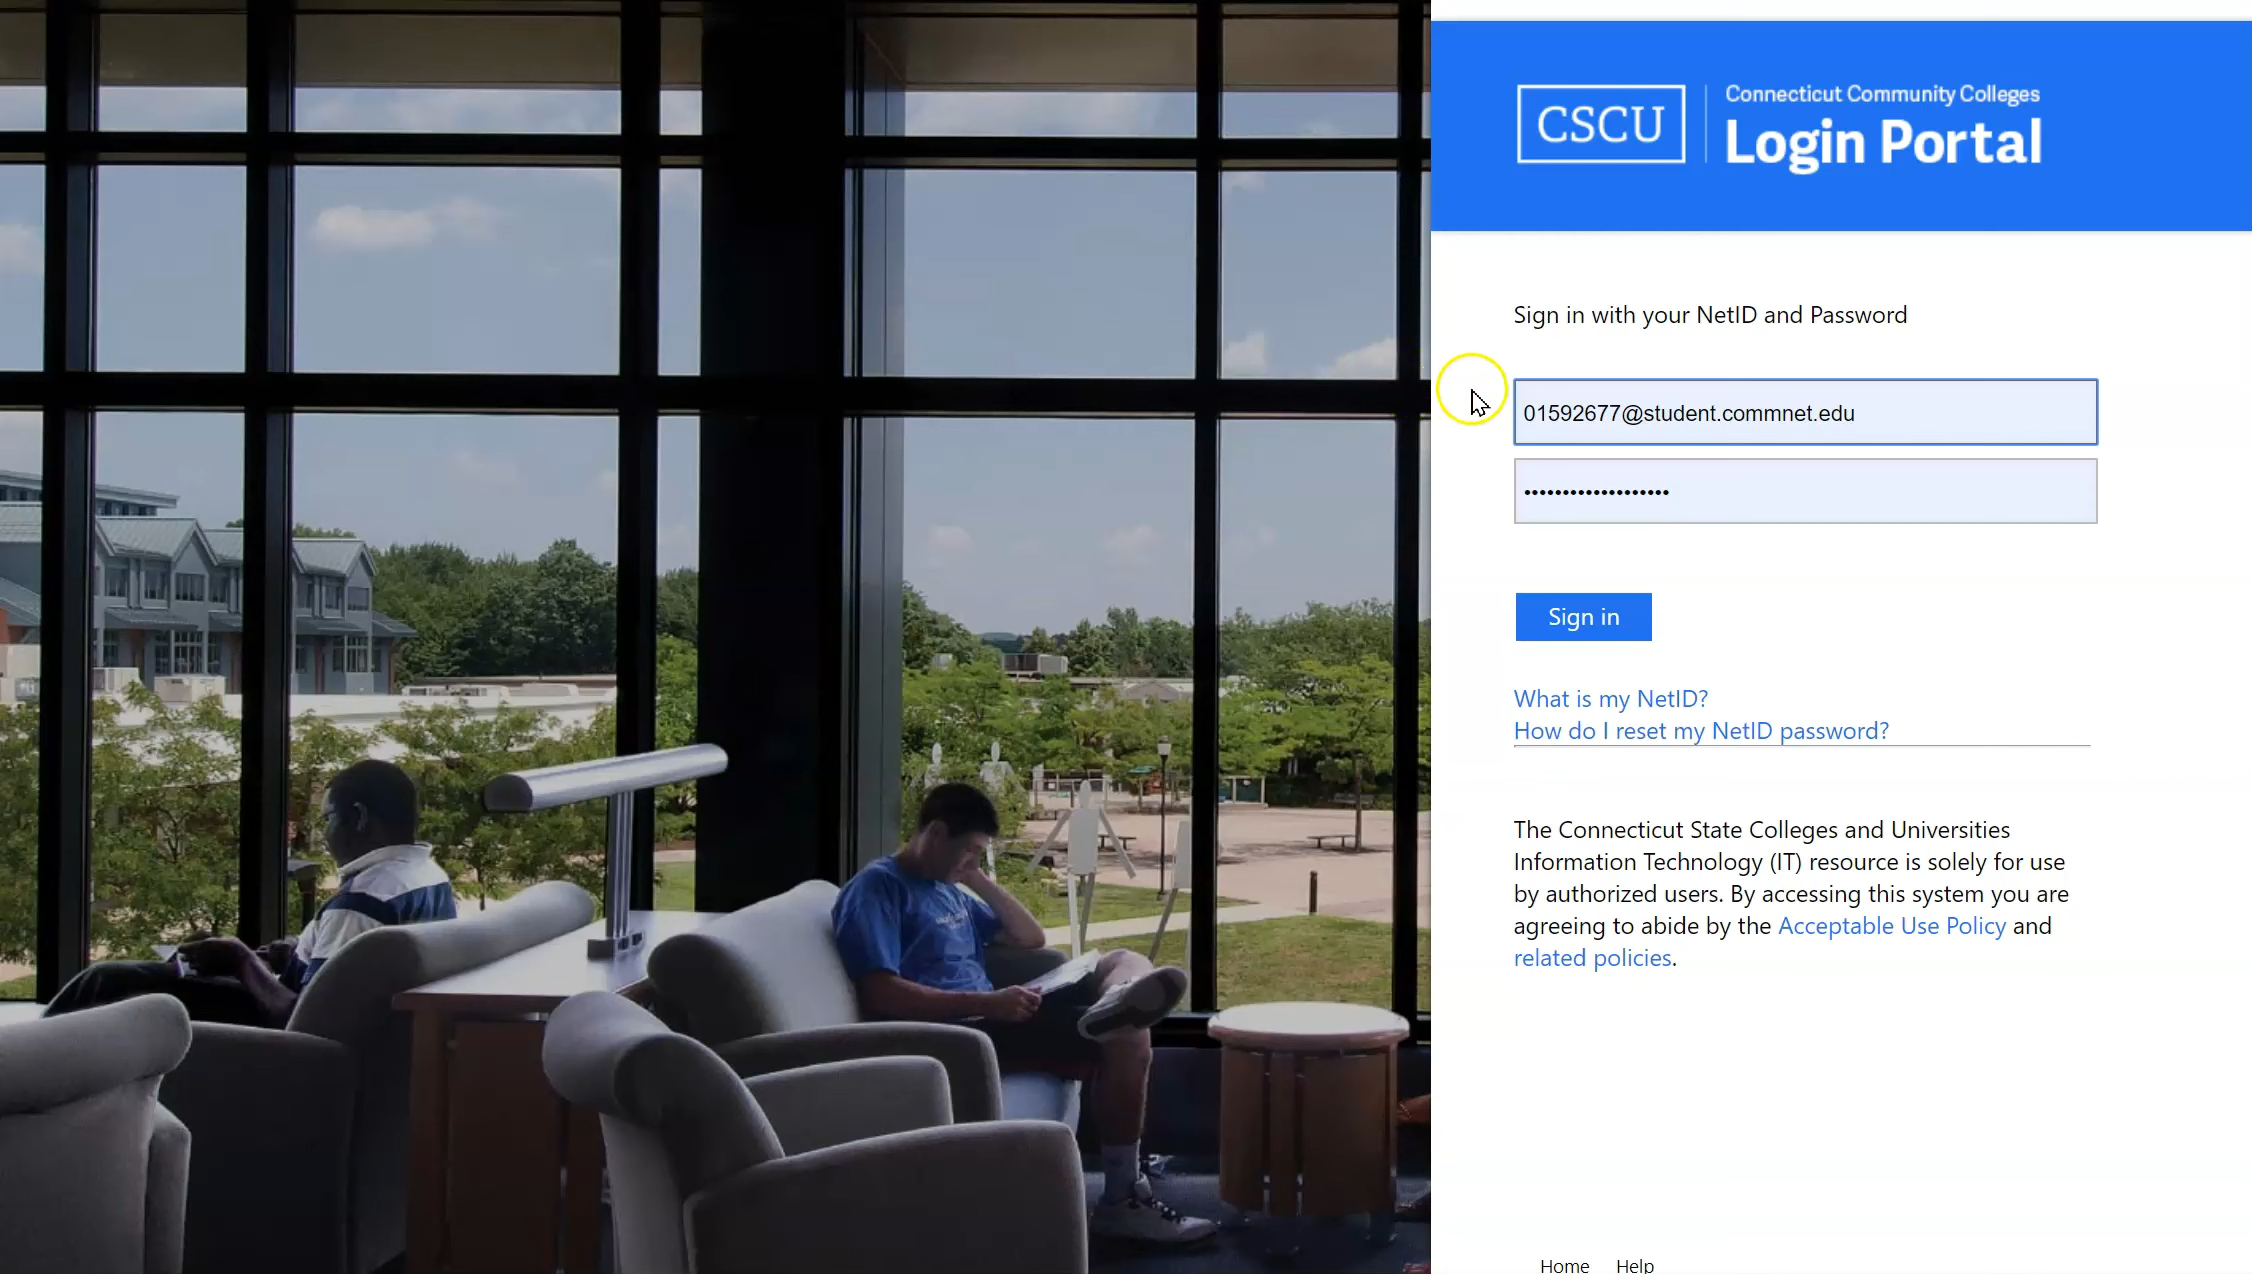 CSCU
Connecticut Community Colleges
Login Portal
Sign in with your NetID and Password
01592677@student.commnet.edu
•••••••••••••••••••
Sign in
What is my NetID?
How do I reset my NetID password?
The Connecticut State Colleges and Universities
Information Technology (IT) resource is solely for use
by authorized users. By accessing this system you are
agreeing to abide by the Acceptable Use Policy and
related policies.
Home Help